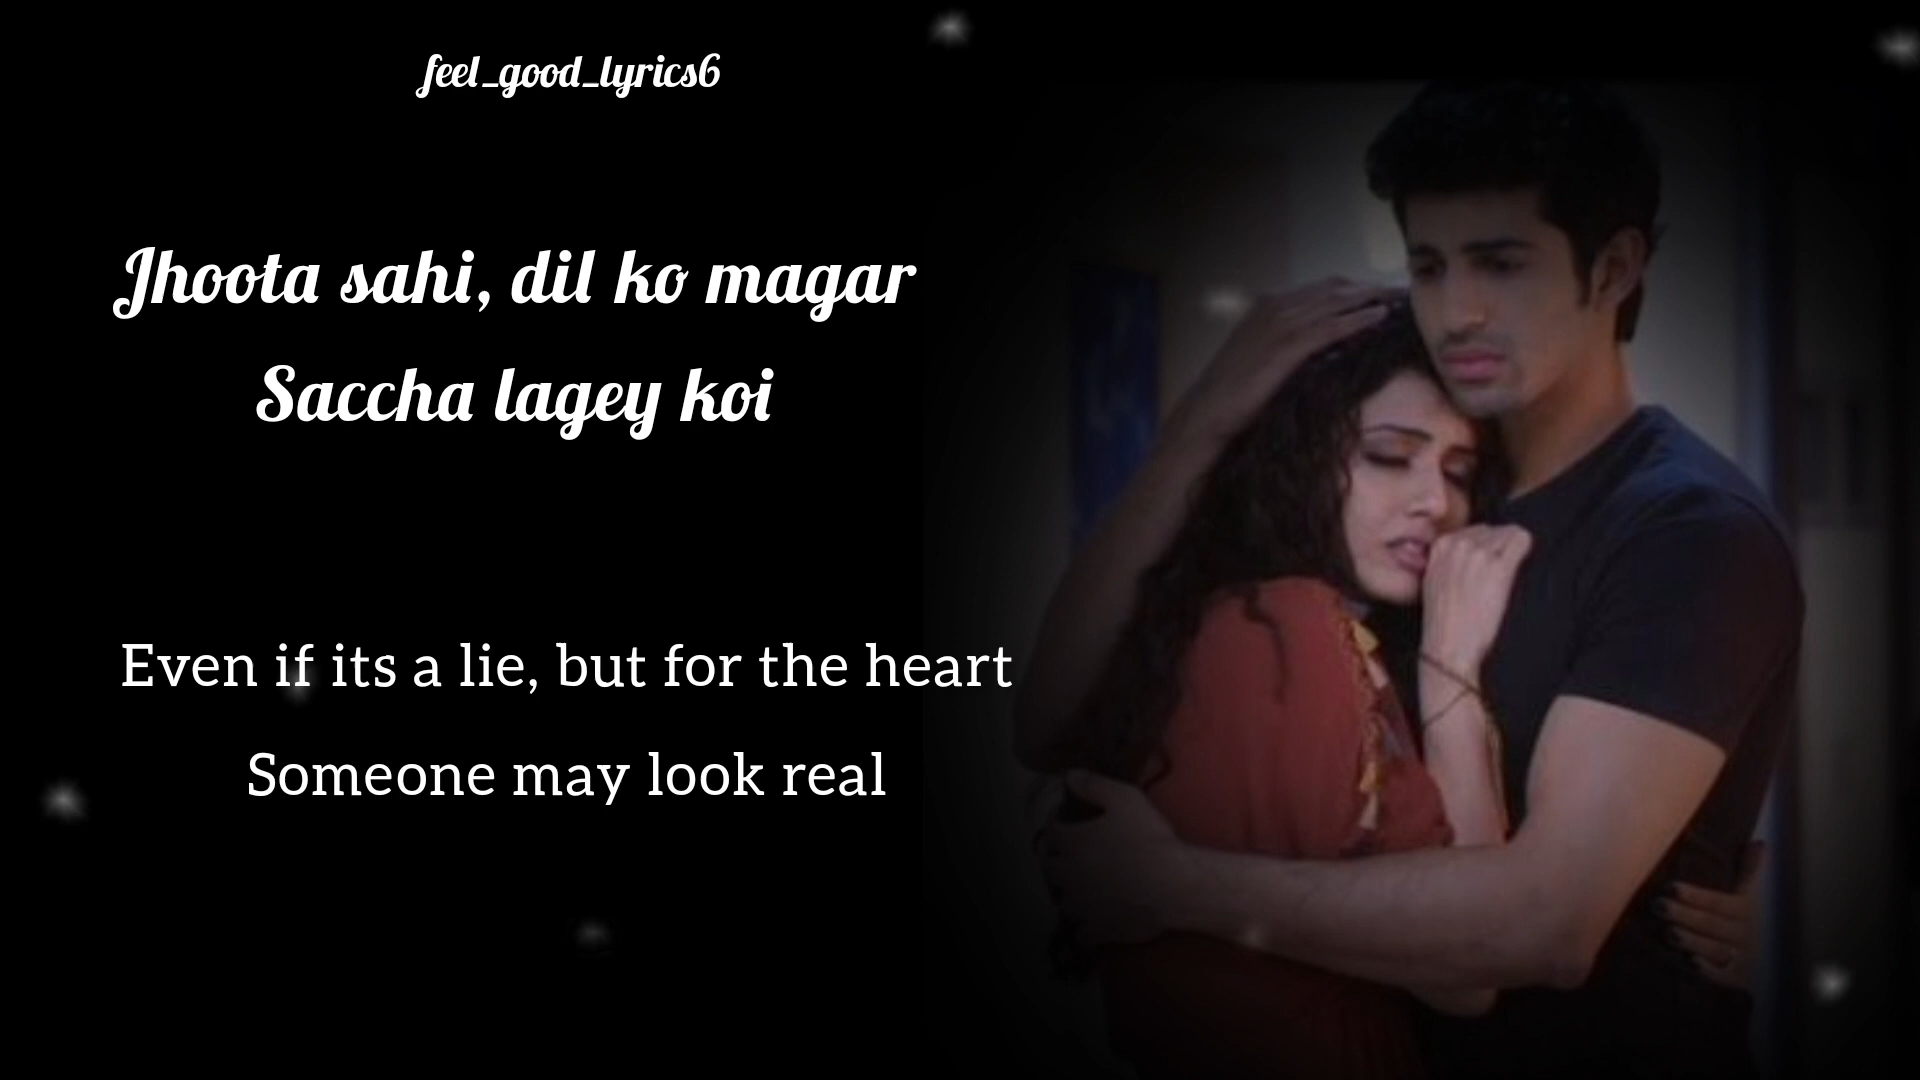 feel_good_lyrics6
Jhoota sahi, dil ko magar
Saccha lagey koi
Even if its a lie, but for the heart
Someone may look real